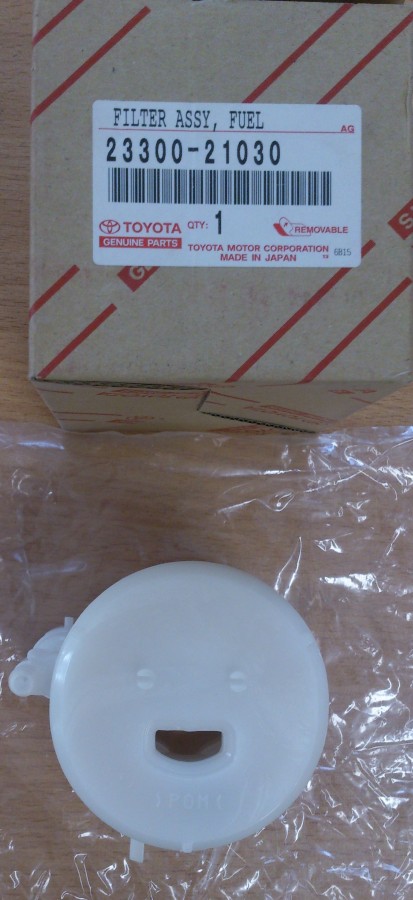 FILTER ASSY, FUEL
AG
23300-21030
TOYOTA QTY: 1 REMOVABLE
GENUINE PARTS
TOYOTA MOTOR CORPORATION
MADE IN JAPAN 6B15
>POM<